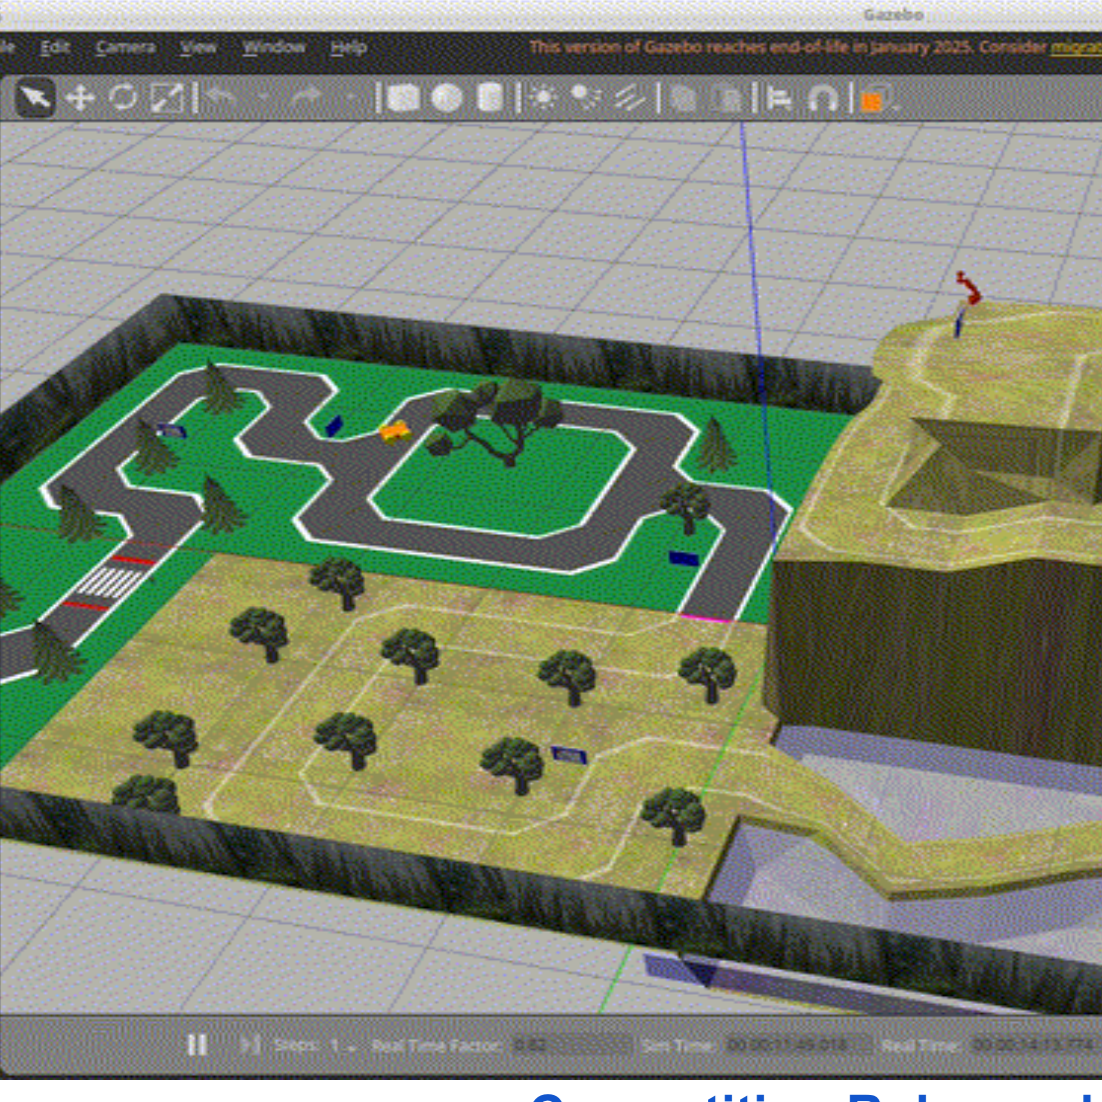 Gazebo
le Edit Camera View Window Help This version of Gazebo reaches end-of-life in January 2025. Consider migrat
Steps: 1 Real Time Factor: 0.82 Sim Time: 00 00:11:49.018 Real Time: 00 00:14:13.774